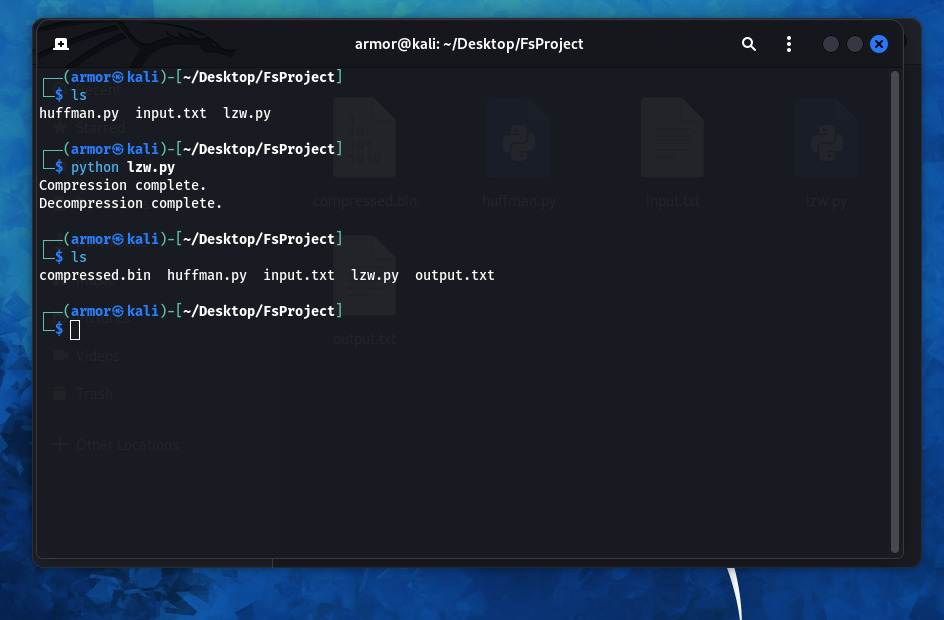 armor@kali: ~/Desktop/FsProject
┌──(armor㉿kali)-[~/Desktop/FsProject]
└─$ ls
huffman.py  input.txt  lzw.py
┌──(armor㉿kali)-[~/Desktop/FsProject]
└─$ python lzw.py
Compression complete.
Decompression complete.
┌──(armor㉿kali)-[~/Desktop/FsProject]
└─$ ls
compressed.bin  huffman.py  input.txt  lzw.py  output.txt
┌──(armor㉿kali)-[~/Desktop/FsProject]
└─$
Recent
Starred
Videos
Trash
Other Locations
compressed.bin
huffman.py
input.txt
lzw.py
output.txt